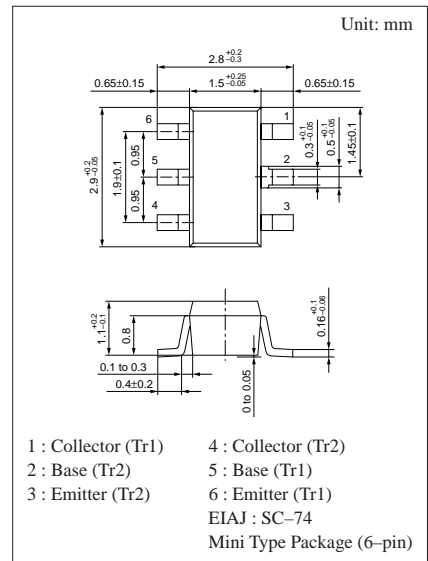 Unit: mm
2.8 +0.2 −0.3
0.65±0.15 1.5 +0.25 −0.05 0.65±0.15
6 1
5 2
4 3
2.9 +0.2 −0.05
1.9±0.1
0.95
0.95
0.3 +0.1 −0.05
0.5 +0.1 −0.05
1.45±0.1
1.1 +0.2 −0.1
0.8
0.16 +0.1 −0.06
0.1 to 0.3
0.4±0.2
0 to 0.05
1 : Collector (Tr1) 4 : Collector (Tr2)
2 : Base (Tr2) 5 : Base (Tr1)
3 : Emitter (Tr2) 6 : Emitter (Tr1)
EIAJ : SC–74
Mini Type Package (6–pin)